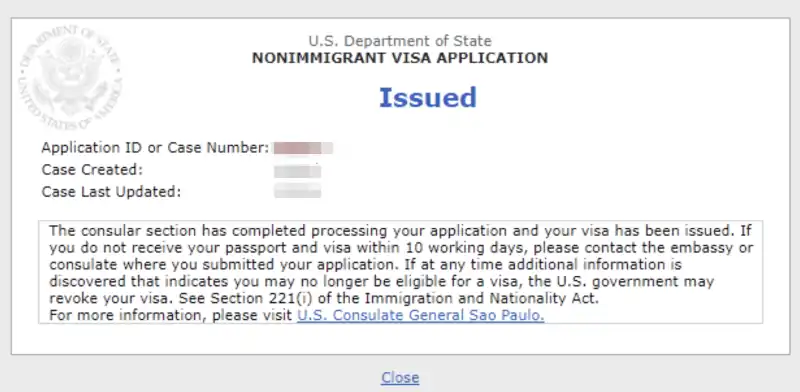 U.S. Department of State
NONIMMIGRANT VISA APPLICATION
Issued
DEPARTMENT OF STATE
UNITED STATES OF AMERICA
Application ID or Case Number:
Case Created:
Case Last Updated:
The consular section has completed processing your application and your visa has been issued. If
you do not receive your passport and visa within 10 working days, please contact the embassy or
consulate where you submitted your application. If at any time additional information is
discovered that indicates you may no longer be eligible for a visa, the U.S. government may
revoke your visa. See Section 221(i) of the Immigration and Nationality Act.
For more information, please visit U.S. Consulate General Sao Paulo.
Close